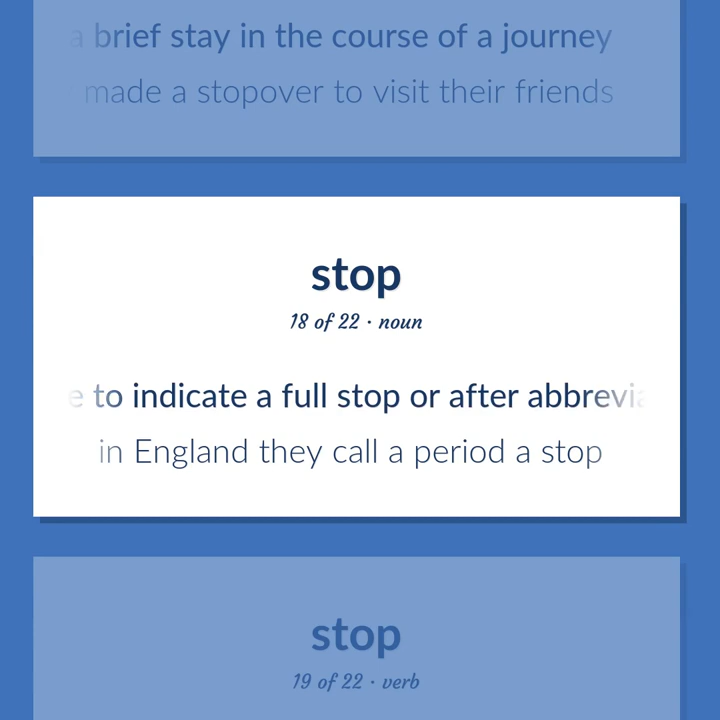 a brief stay in the course of a journey
made a stopover to visit their friends
stop
18 of 22 · noun
to indicate a full stop or after abbrevia
in England they call a period a stop
stop
19 of 22 · verb